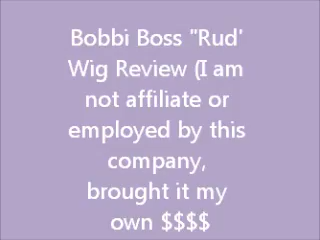 Bobbi Boss "Rud'
Wig Review (I am
not affiliate or
employed by this
company,
brought it my
own $$$$